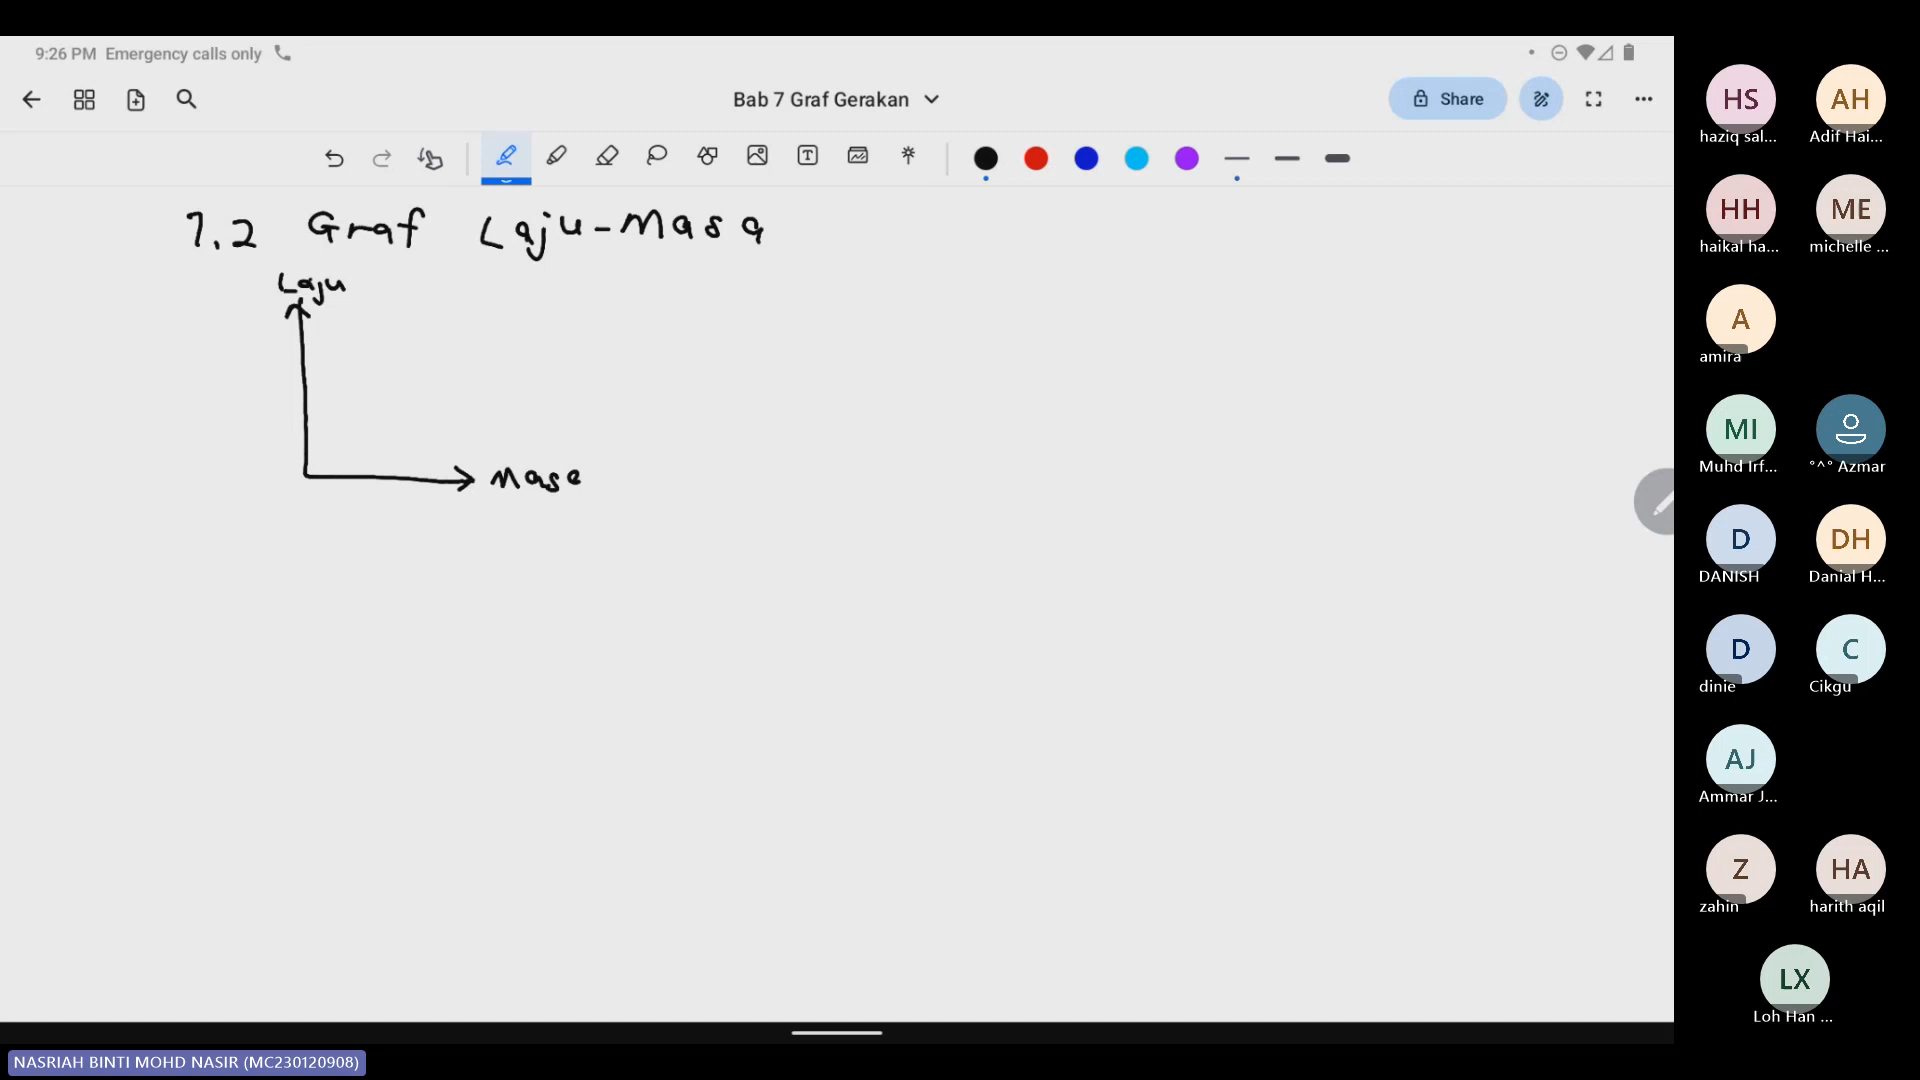 9:26 PM Emergency calls only
Bab 7 Graf Gerakan
Share
7.2 Graf Laju-Masa
Laju
Masa
HS
haziq sal...
AH
Adif Hai...
HH
haikal ha...
ME
michelle ...
A
amira
MI
Muhd Irf...
°^° Azmar
D
DANISH
DH
Danial H...
D
dinie
C
Cikgu
AJ
Ammar J...
Z
zahin
HA
harith aqil
LX
Loh Han ...
NASRIAH BINTI MOHD NASIR (MC230120908)